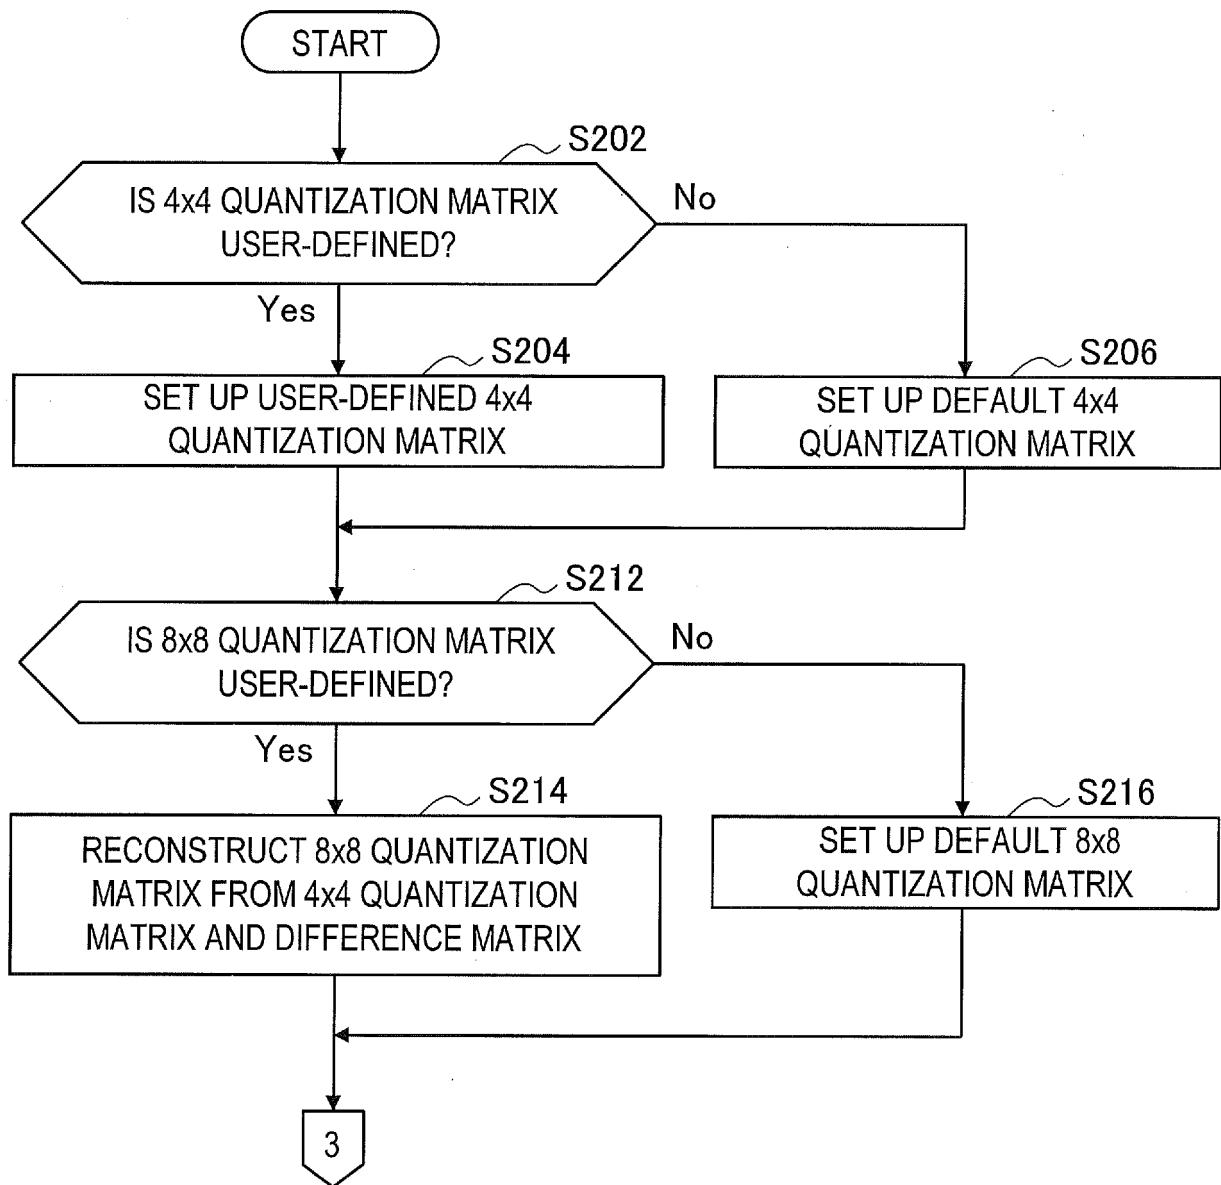 START
S202
IS 4x4 QUANTIZATION MATRIX
USER-DEFINED?
No
Yes
S204
SET UP USER-DEFINED 4x4
QUANTIZATION MATRIX
S206
SET UP DEFAULT 4x4
QUANTIZATION MATRIX
S212
IS 8x8 QUANTIZATION MATRIX
USER-DEFINED?
No
Yes
S214
RECONSTRUCT 8x8 QUANTIZATION
MATRIX FROM 4x4 QUANTIZATION
MATRIX AND DIFFERENCE MATRIX
S216
SET UP DEFAULT 8x8
QUANTIZATION MATRIX
3